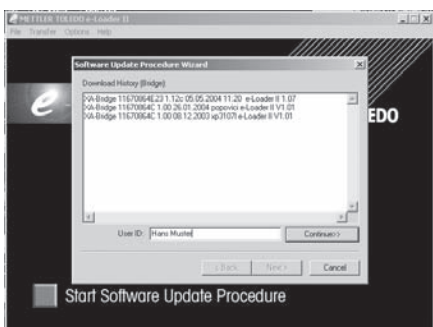 METTLER TOLEDO e-Loader II
File Transfer Options Help
Software Update Procedure Wizard
Download History (Bridge)
XA-Bridge 11670864E23 1.12c 05.05.2004 11:20 e-Loader II 1.07
XA-Bridge 11670864C 1.00 26.01.2004 popovici e-Loader II V1.01
XA-Bridge 11670864C 1.00 08.12.2003 xp3107l e-Loader II V1.01
e
EDO
User ID: Hans Muster
Continue>>
< Back Next > Cancel
Start Software Update Procedure